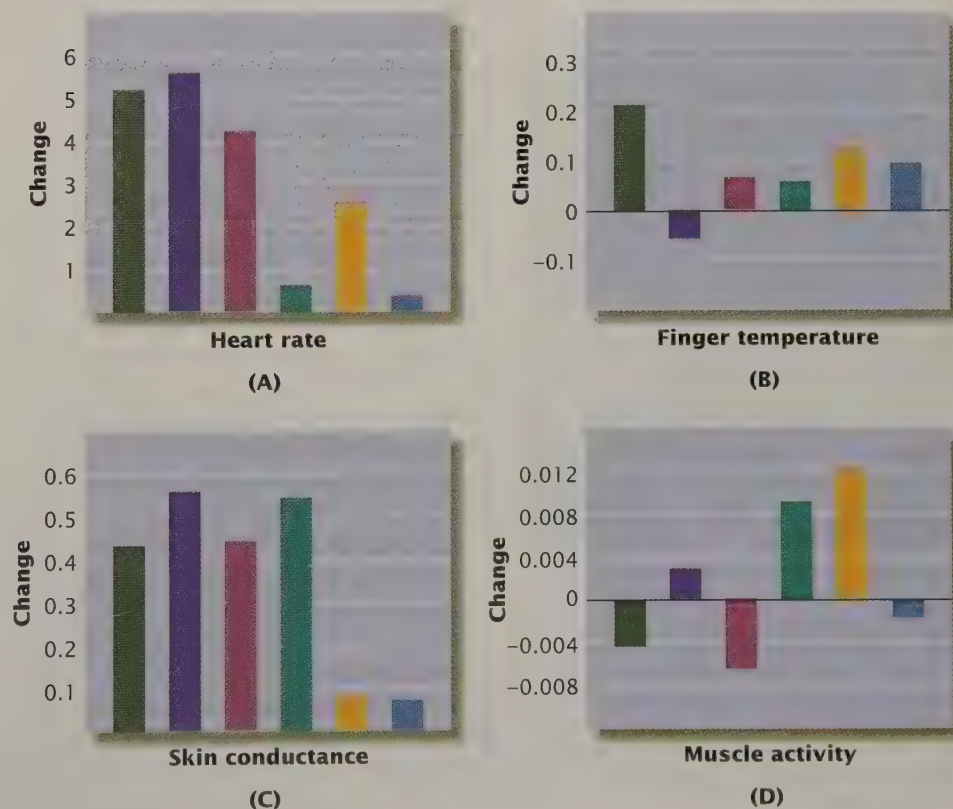 6
5
4
3
2
1
Change
Heart rate
(A)
0.3
0.2
0.1
0
−0.1
Change
Finger temperature
(B)
0.6
0.5
0.4
0.3
0.2
0.1
Change
Skin conductance
(C)
0.012
0.008
0.004
0
−0.004
−0.008
Change
Muscle activity
(D)